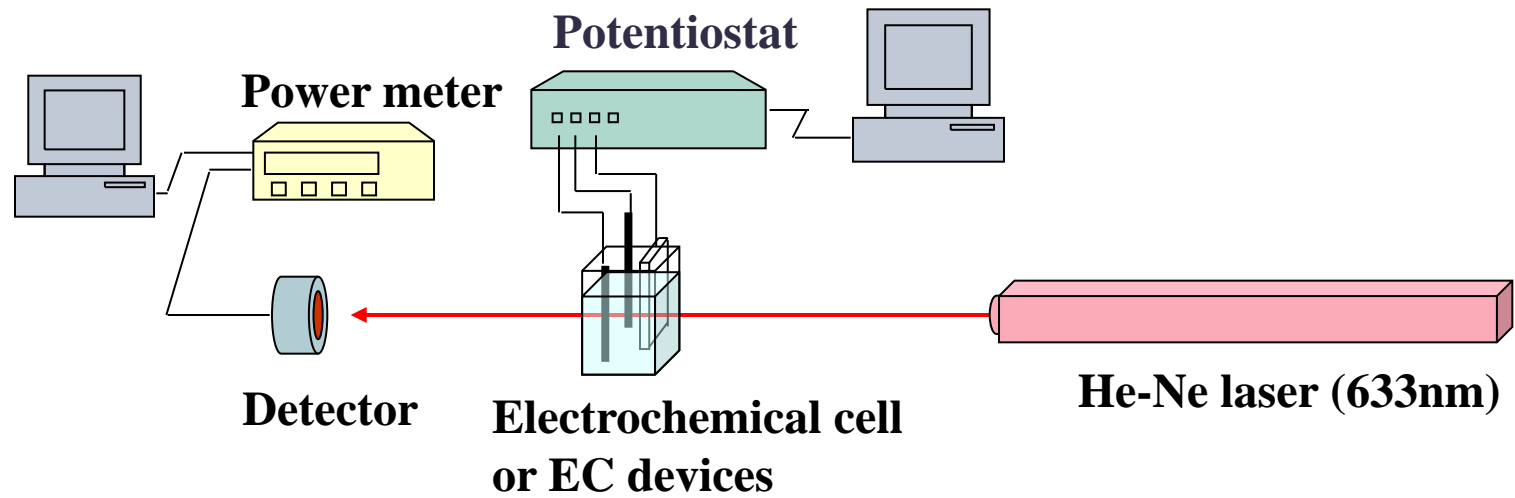 Potentiostat
Power meter
Detector
Electrochemical cell
or EC devices
He-Ne laser (633nm)